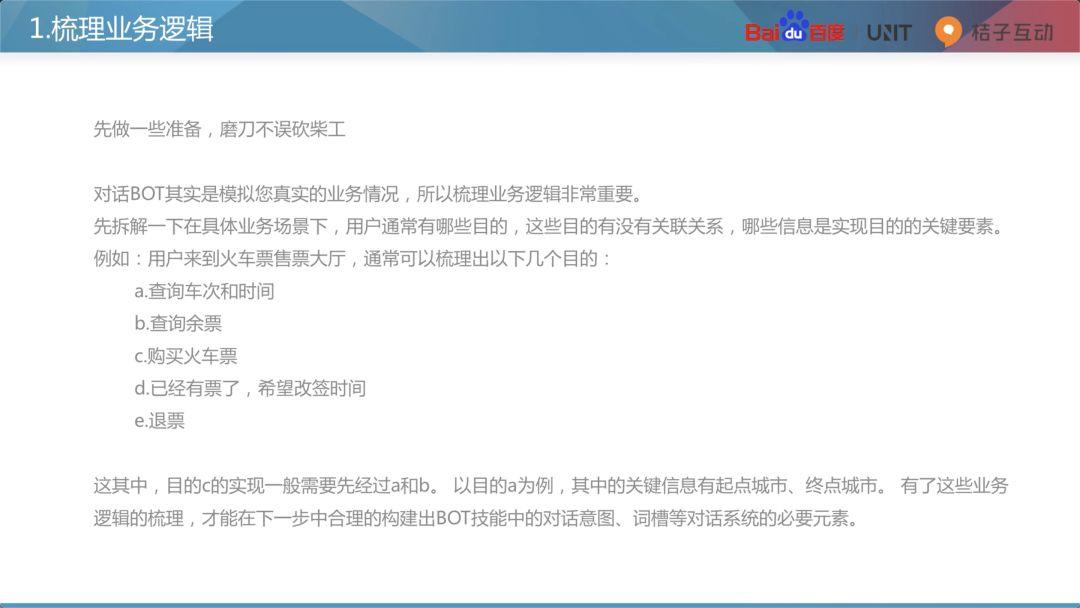 1.梳理业务逻辑
Baidu百度 UNIT 桔子互动
先做一些准备，磨刀不误砍柴工
对话BOT其实是模拟您真实的业务情况，所以梳理业务逻辑非常重要。
先拆解一下在具体业务场景下，用户通常有哪些目的，这些目的有没有关联关系，哪些信息是实现目的的关键要素。
例如：用户来到火车票售票大厅，通常可以梳理出以下几个目的：
a.查询车次和时间
b.查询余票
c.购买火车票
d.已经有票了，希望改签时间
e.退票
这其中，目的c的实现一般需要先经过a和b。 以目的a为例，其中的关键信息有起点城市、终点城市。 有了这些业务
逻辑的梳理，才能在下一步中合理的构建出BOT技能中的对话意图、词槽等对话系统的必要元素。